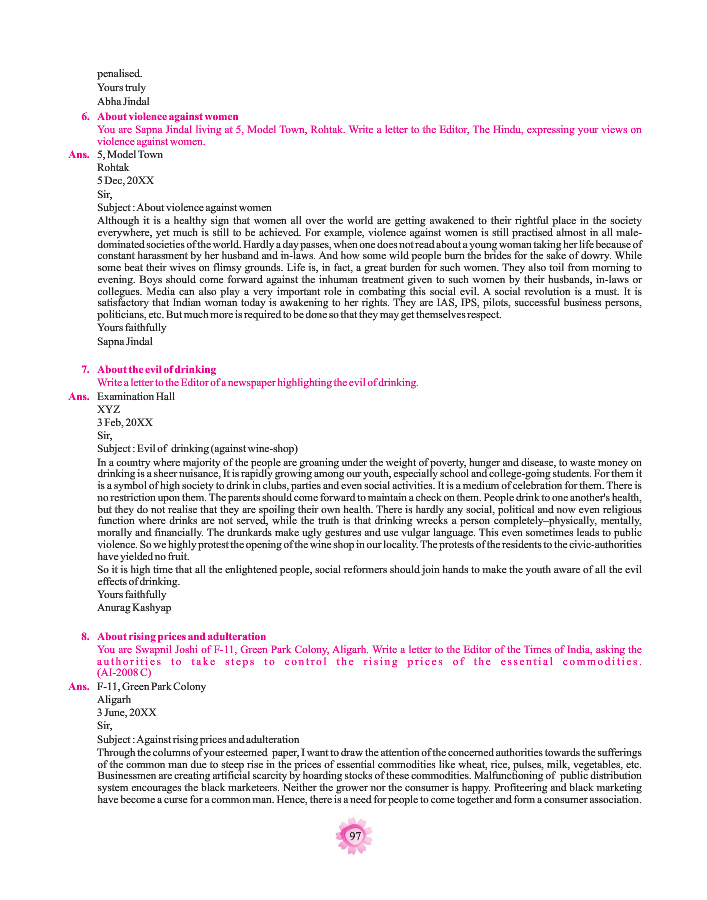 penalised.
Yours truly
Abha Jindal
6. About violence against women
You are Sapna Jindal living at 5, Model Town, Rohtak. Write a letter to the Editor, The Hindu, expressing your views on
violence against women.
Ans. 5, Model Town
Rohtak
5 Dec, 20XX
Sir,
Subject : About violence against women
Although it is a healthy sign that women all over the world are getting awakened to their rightful place in the society
everywhere, yet much is still to be achieved. For example, violence against women is still practised almost in all male-
dominated societies of the world. Hardly a day passes, when one does not read about a young woman taking her life because of
constant harassment by her husband and in-laws. And how some wild people burn the brides for the sake of dowry. While
some beat their wives on flimsy grounds. Life is, in fact, a great burden for such women. They also toil from morning to
evening. Boys should come forward against the inhuman treatment given to such women by their husbands, in-laws or
collegues. Media can also play a very important role in combating this social evil. A social revolution is a must. It is
satisfactory that Indian woman today is awakening to her rights. They are IAS, IPS, pilots, successful business persons,
politicians, etc. But much more is required to be done so that they may get themselves respect.
Yours faithfully
Sapna Jindal
7. About the evil of drinking
Write a letter to the Editor of a newspaper highlighting the evil of drinking.
Ans. Examination Hall
XYZ
3 Feb, 20XX
Sir,
Subject : Evil of drinking (against wine-shop)
In a country where majority of the people are groaning under the weight of poverty, hunger and disease, to waste money on
drinking is a sheer nuisance, It is rapidly growing among our youth, especially school and college-going students. For them it
is a symbol of high society to drink in clubs, parties and even social activities. It is a medium of celebration for them. There is
no restriction upon them. The parents should come forward to maintain a check on them. People drink to one another's health,
but they do not realise that they are spoiling their own health. There is hardly any social, political and now even religious
function where drinks are not served, while the truth is that drinking wrecks a person completely–physically, mentally,
morally and financially. The drunkards make ugly gestures and use vulgar language. This even sometimes leads to public
violence. So we highly protest the opening of the wine shop in our locality. The protests of the residents to the civic-authorities
have yielded no fruit.
So it is high time that all the enlightened people, social reformers should join hands to make the youth aware of all the evil
effects of drinking.
Yours faithfully
Anurag Kashyap
8. About rising prices and adulteration
You are Swapnil Joshi of F-11, Green Park Colony, Aligarh. Write a letter to the Editor of the Times of India, asking the
authorities to take steps to control the rising prices of the essential commodities.
(AI-2008 C)
Ans. F-11, Green Park Colony
Aligarh
3 June, 20XX
Sir,
Subject : Against rising prices and adulteration
Through the columns of your esteemed paper, I want to draw the attention of the concerned authorities towards the sufferings
of the common man due to steep rise in the prices of essential commodities like wheat, rice, pulses, milk, vegetables, etc.
Businessmen are creating artificial scarcity by hoarding stocks of these commodities. Malfunctioning of public distribution
system encourages the black marketeers. Neither the grower nor the consumer is happy. Profiteering and black marketing
have become a curse for a common man. Hence, there is a need for people to come together and form a consumer association.
97